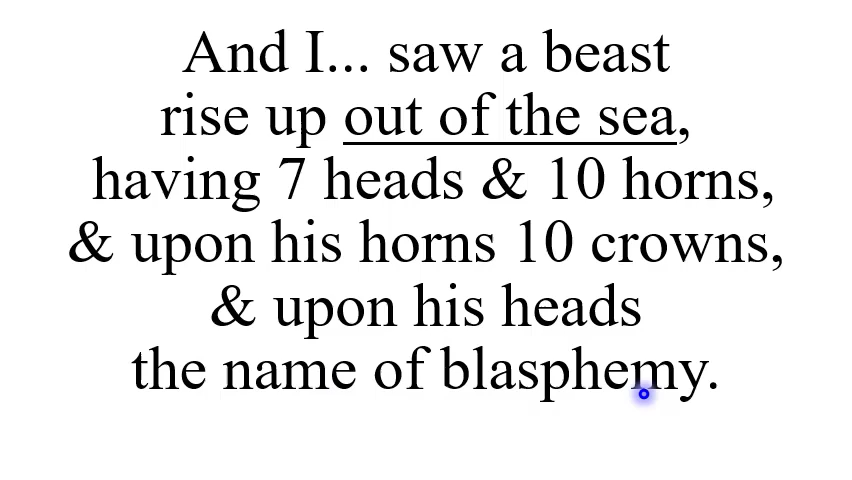 And I... saw a beast
rise up out of the sea,
having 7 heads & 10 horns,
& upon his horns 10 crowns,
& upon his heads
the name of blasphemy.